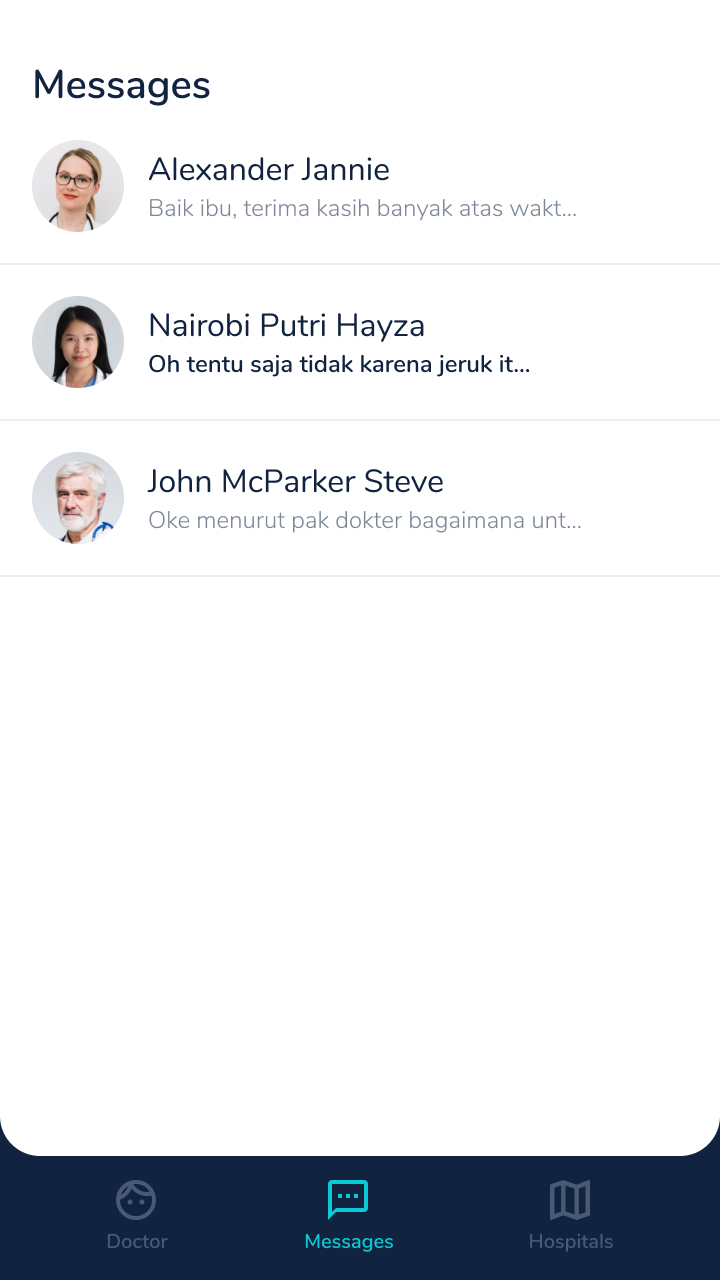 Messages
Alexander Jannie
Baik ibu, terima kasih banyak atas wakt...
Nairobi Putri Hayza
Oh tentu saja tidak karena jeruk it...
John McParker Steve
Oke menurut pak dokter bagaimana unt...
Doctor
Messages
Hospitals